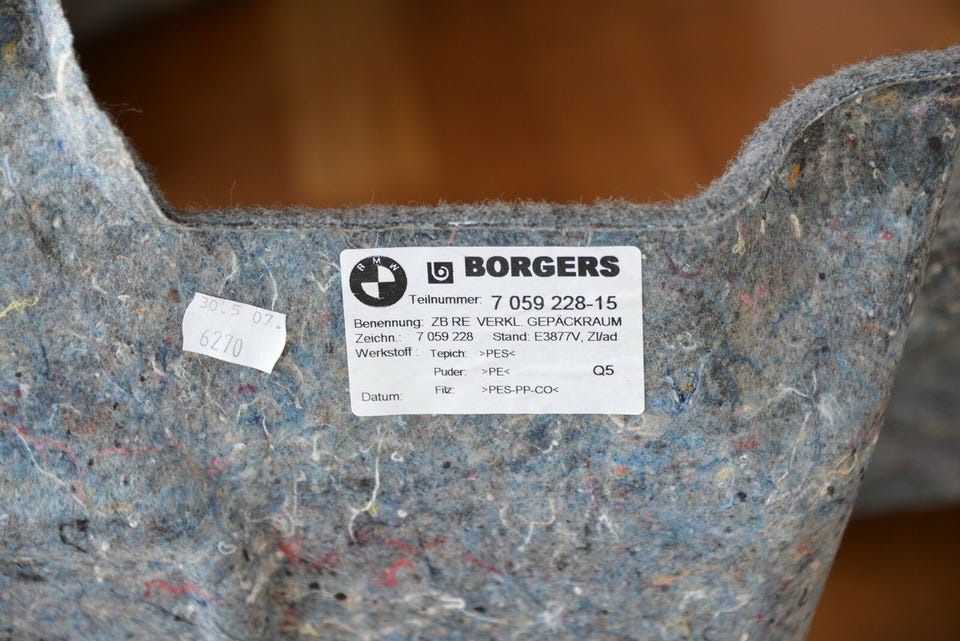 BMW
BORGERS
Teilnummer: 7 059 228-15
Benennung: ZB RE VERKL. GEPÄCKRAUM
Zeichn.: 7 059 228 Stand: E3877V, ZI/ad
Werkstoff : Tepich: >PES<
Puder: >PE< Q5
Filz: >PES-PP-CO<
Datum:
30.5 07.
6270